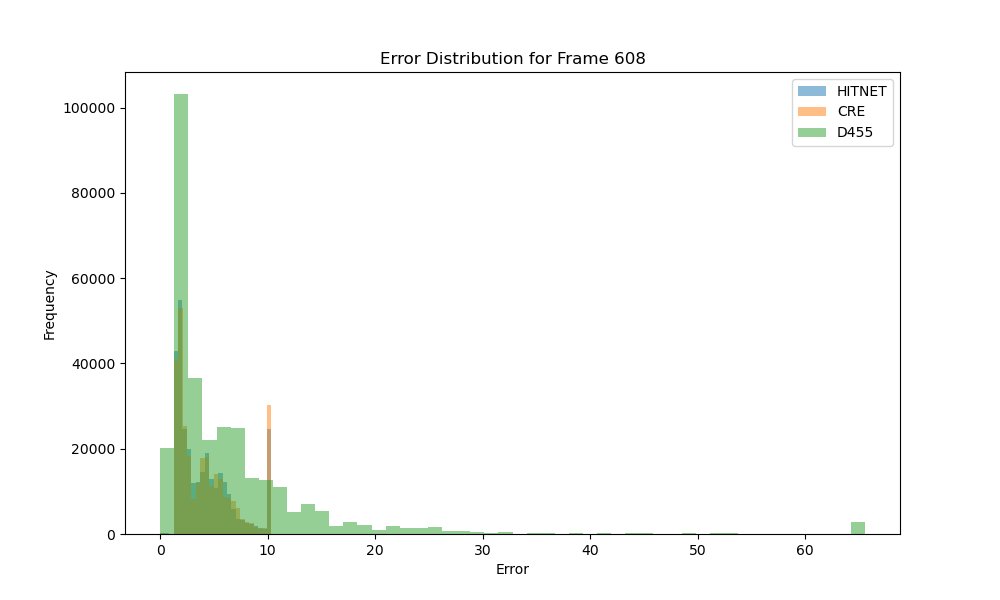 Error Distribution for Frame 608
HITNET
CRE
D455
100000
80000
60000
40000
20000
0
Frequency
0 10 20 30 40 50 60
Error